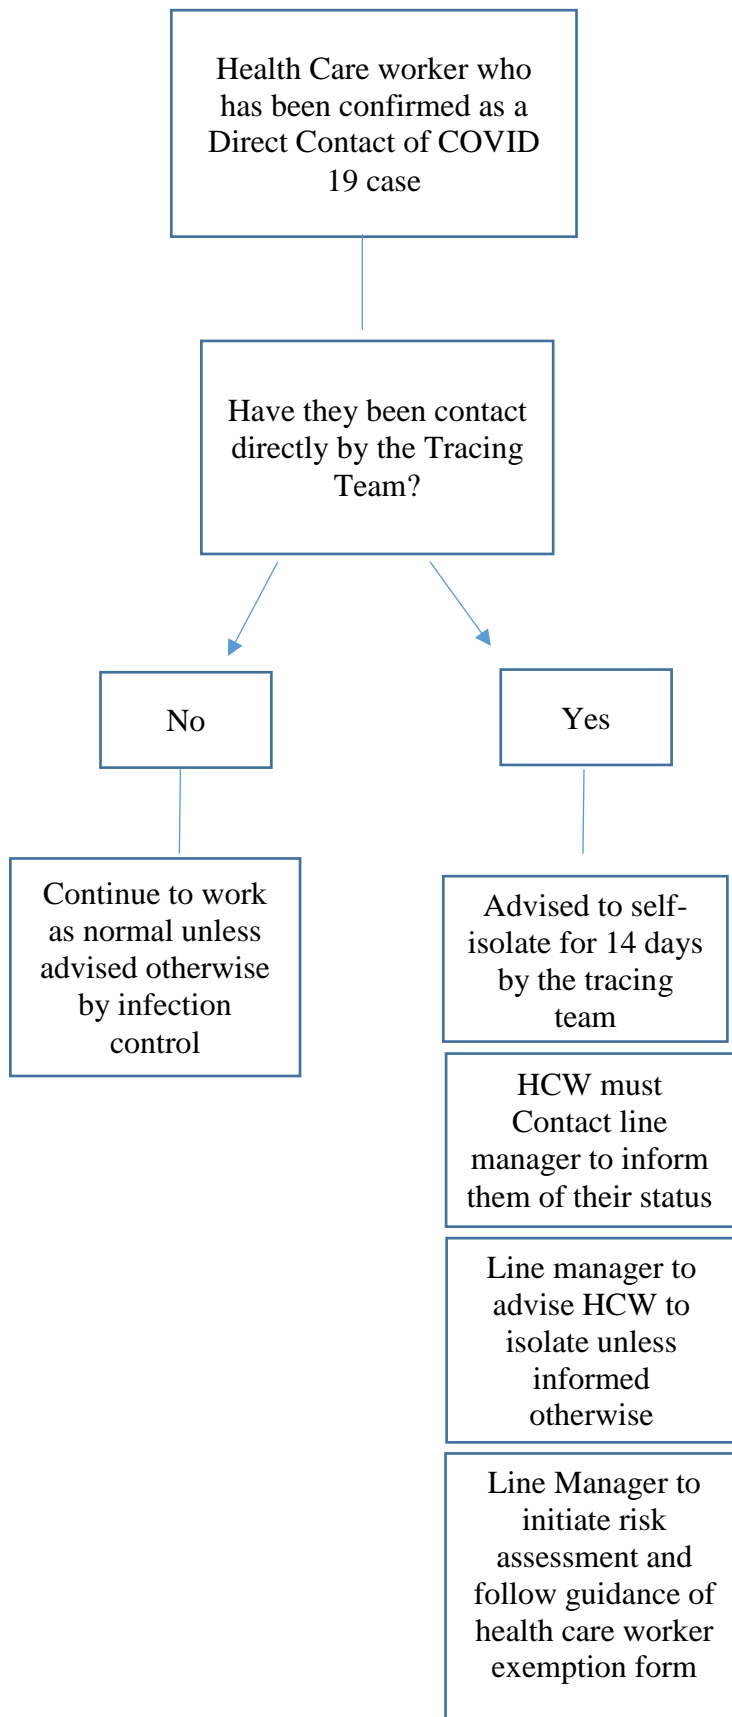 Health Care worker who
has been confirmed as a
Direct Contact of COVID
19 case
Have they been contact
directly by the Tracing
Team?
No
Yes
Continue to work
as normal unless
advised otherwise
by infection
control
Advised to self-
isolate for 14 days
by the tracing
team
HCW must
Contact line
manager to inform
them of their status
Line manager to
advise HCW to
isolate unless
informed
otherwise
Line Manager to
initiate risk
assessment and
follow guidance of
health care worker
exemption form